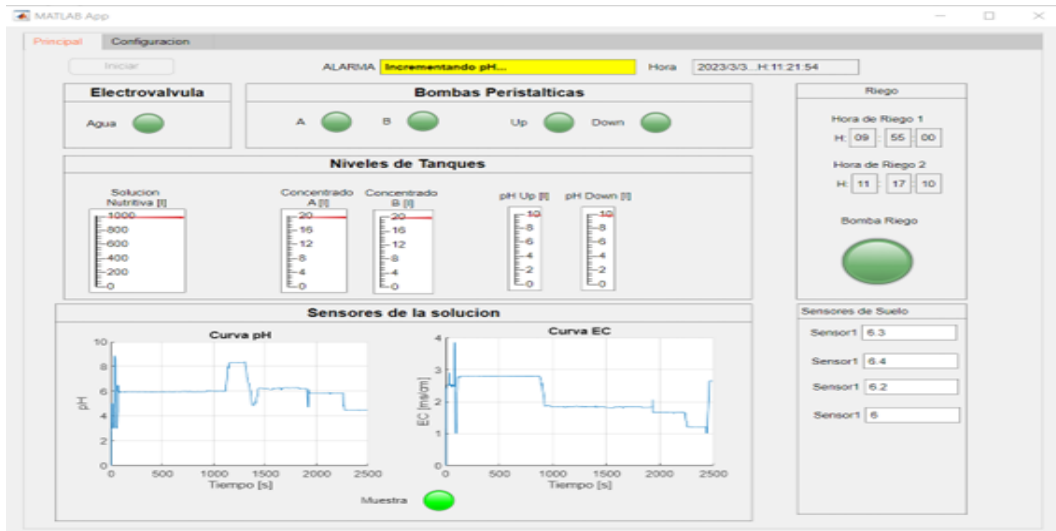 MATLAB App
Principal Configuracion
Iniciar ALARMA Incrementando pH... Hora 2023/3/3...H:11:21:54
Electrovalvula
Agua
Bombas Peristalticas
A B Up Down
Riego
Hora de Riego 1
H: 09 : 55 : 00
Hora de Riego 2
H: 11 : 17 : 10
Bomba Riego
Niveles de Tanques
Solucion
Nutritiva [l]
1000
800
600
400
200
0
Concentrado
A [l]
20
16
12
8
4
0
Concentrado
B [l]
20
16
12
8
4
0
pH Up [l]
10
8
6
4
2
0
pH Down [l]
10
8
6
4
2
0
Sensores de la solucion
Curva pH
pH
10
8
6
4
2
0
0 500 1000 1500 2000 2500
Tiempo [s]
Curva EC
EC [ms/cm]
4
3
2
1
0
0 500 1000 1500 2000 2500
Tiempo [s]
Muestra
Sensores de Suelo
Sensor1 6.3
Sensor1 6.4
Sensor1 6.2
Sensor1 6